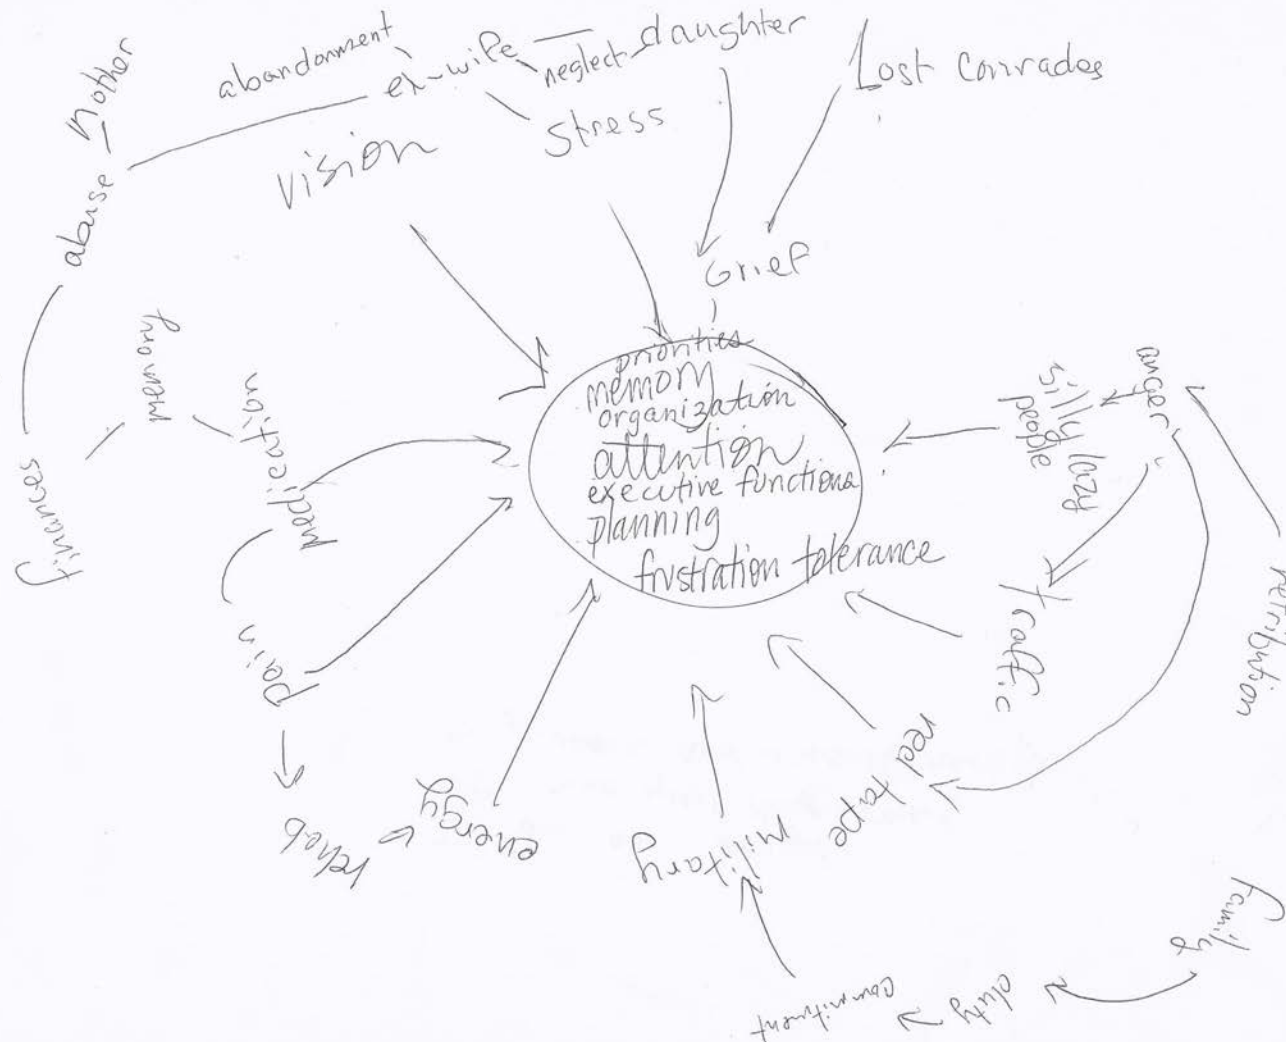 mother
abandonment
ex-wife
neglect
daughter
Lost comrades
abuse
vision
stress
Grief
memory
medication
finances
pain
rehab
energy
priorities
memory
organization
attention
executive functions
planning
frustration tolerance
anger
silly lazy
people
traffic
retribution
red tape
military
family
duty
commitment